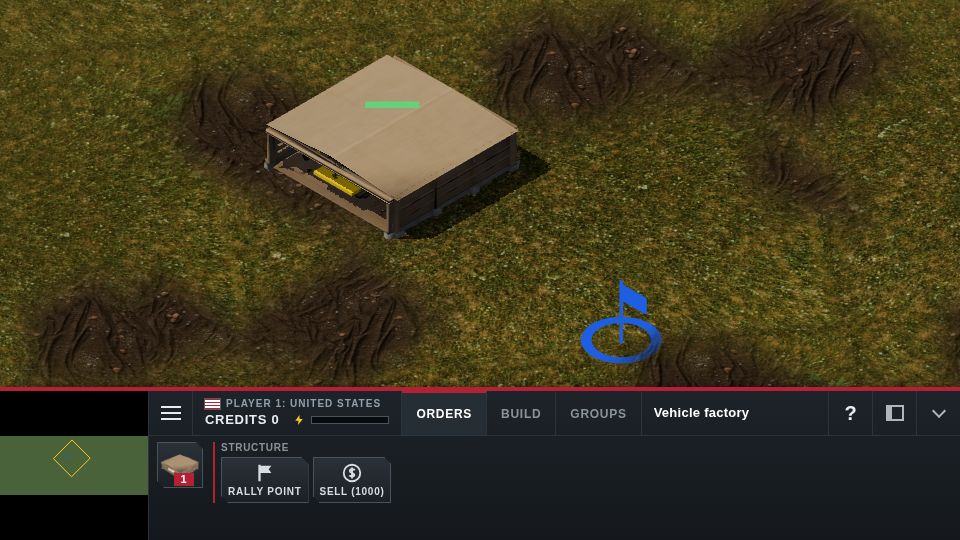 PLAYER 1: UNITED STATES
CREDITS 0
ORDERS
BUILD
GROUPS
Vehicle factory
?
STRUCTURE
1
RALLY POINT
SELL (1000)